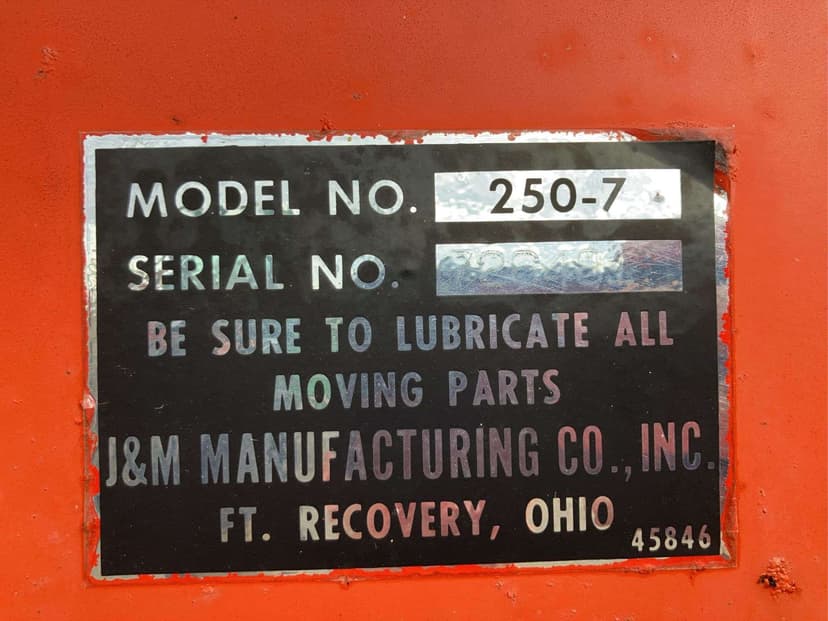 MODEL NO. 250-7
SERIAL NO.
BE SURE TO LUBRICATE ALL
MOVING PARTS
J&M MANUFACTURING CO., INC.
FT. RECOVERY, OHIO
45846